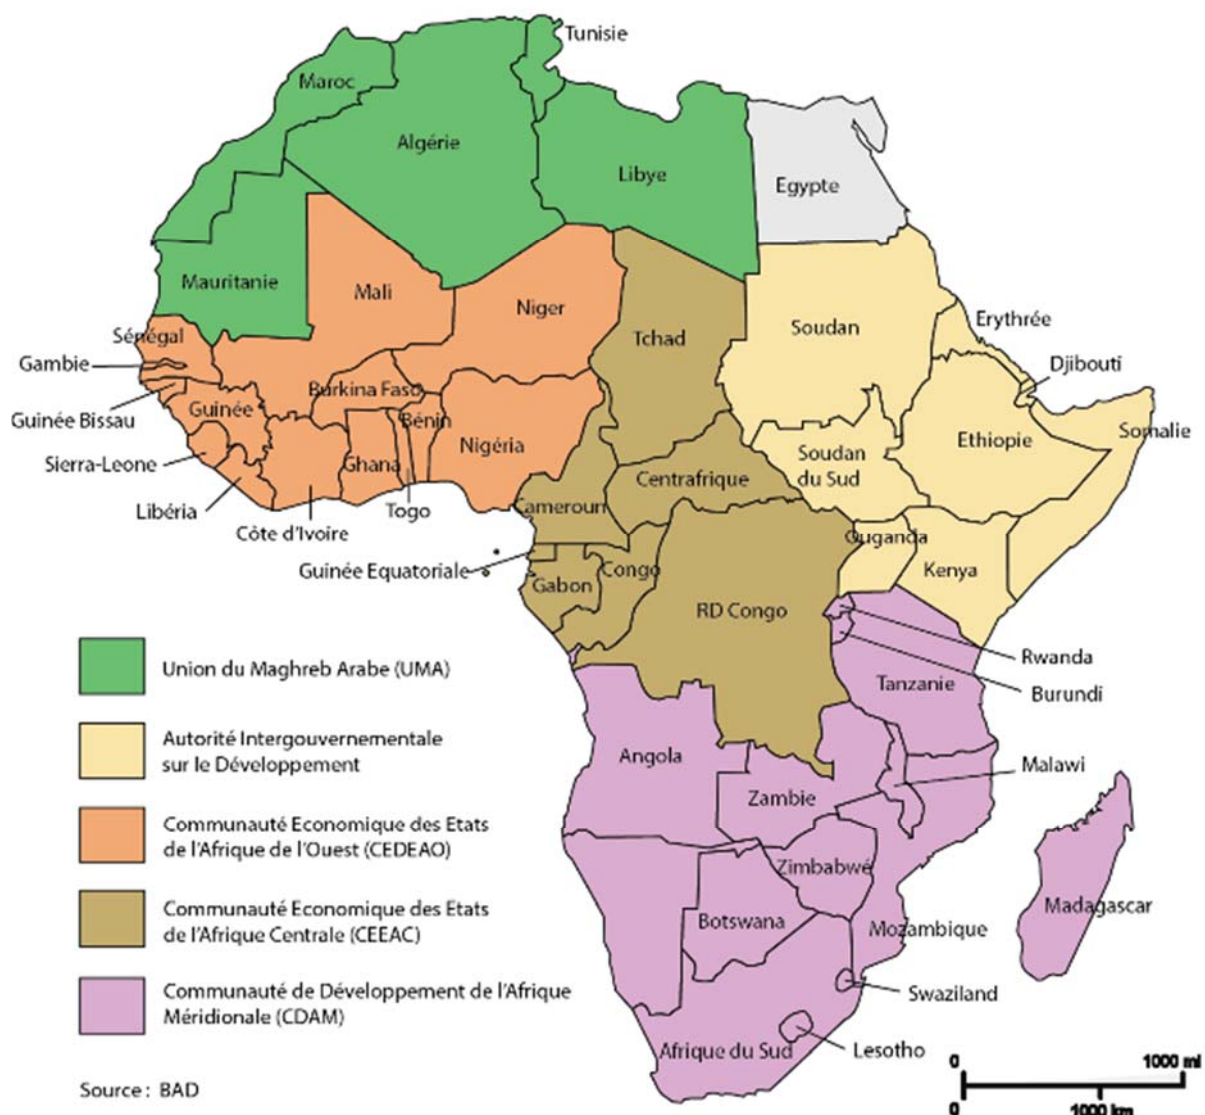 Tunisie
Maroc
Algérie
Libye
Egypte
Mauritanie
Mali
Niger
Tchad
Soudan
Erythrée
Sénégal
Gambie
Djibouti
Burkina Faso
Guinée
Guinée Bissau
Bénin
Nigéria
Ethiopie
Somalie
Sierra-Leone
Ghana
Soudan
du Sud
Centrafrique
Libéria
Togo
Cameroun
Côte d'Ivoire
Ouganda
Guinée Equatoriale
Gabon
Congo
Kenya
RD Congo
Rwanda
Burundi
Tanzanie
Angola
Malawi
Zambie
Zimbabwé
Botswana
Mozambique
Madagascar
Swaziland
Afrique du Sud
Lesotho
Union du Maghreb Arabe (UMA)
Autorité Intergouvernementale
sur le Développement
Communauté Economique des Etats
de l'Afrique de l'Ouest (CEDEAO)
Communauté Economique des Etats
de l'Afrique Centrale (CEEAC)
Communauté de Développement de l'Afrique
Méridionale (CDAM)
Source : BAD
0 1000 mi
0 1000 km